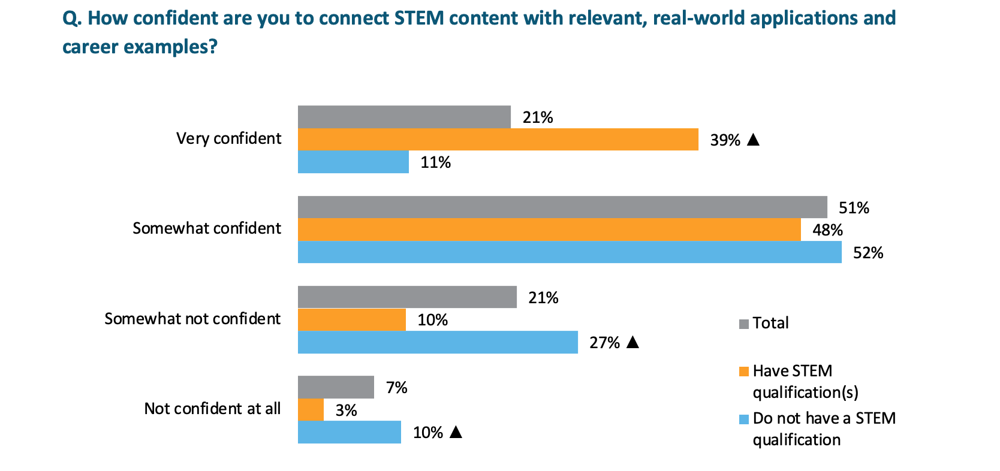 Q. How confident are you to connect STEM content with relevant, real-world applications and
career examples?
Very confident
21%
39% ▲
11%
Somewhat confident
51%
48%
52%
Somewhat not confident
21%
10%
27% ▲
Not confident at all
7%
3%
10% ▲
Total
Have STEM
qualification(s)
Do not have a STEM
qualification